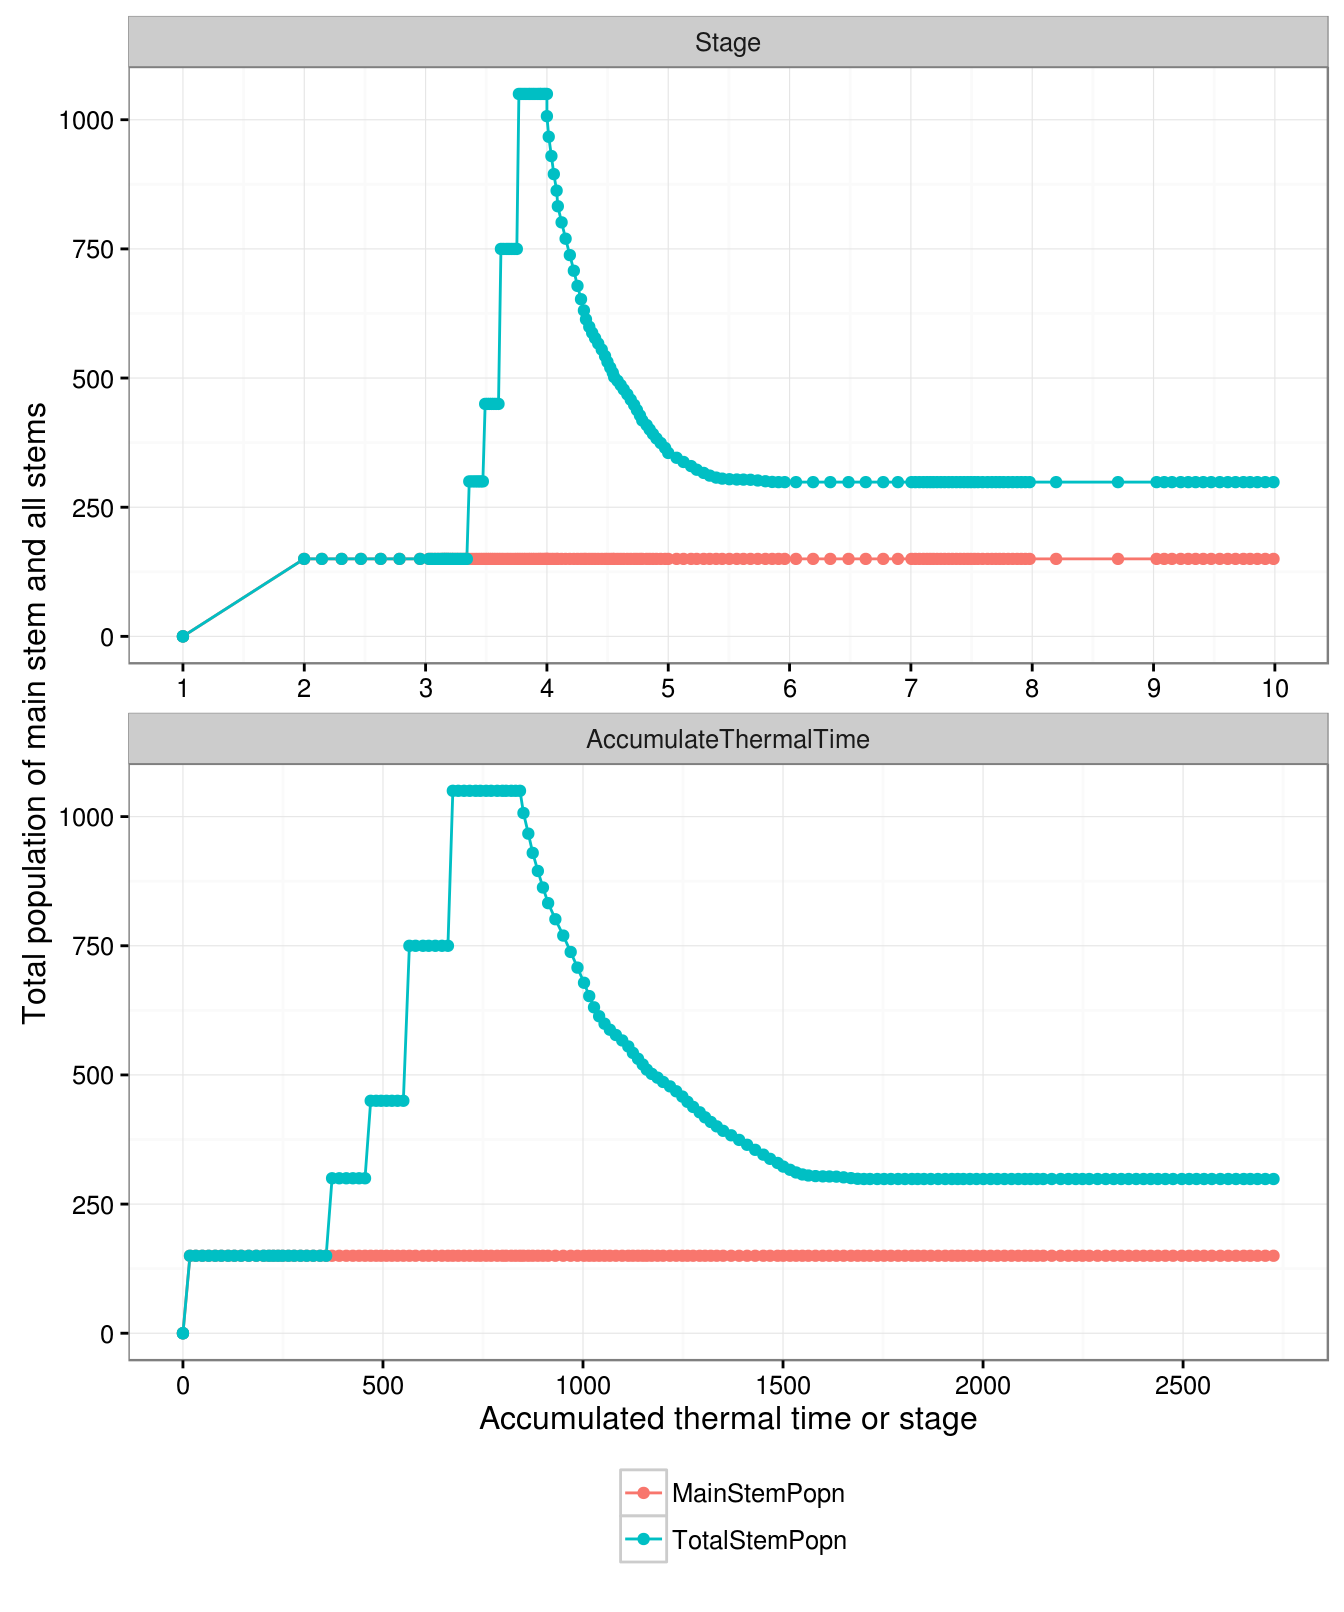 Stage
1000
750
500
250
0
1 2 3 4 5 6 7 8 9 10
Total population of main stem and all stems
AccumulateThermalTime
1000
750
500
250
0
0 500 1000 1500 2000 2500
Accumulated thermal time or stage
MainStemPopn
TotalStemPopn